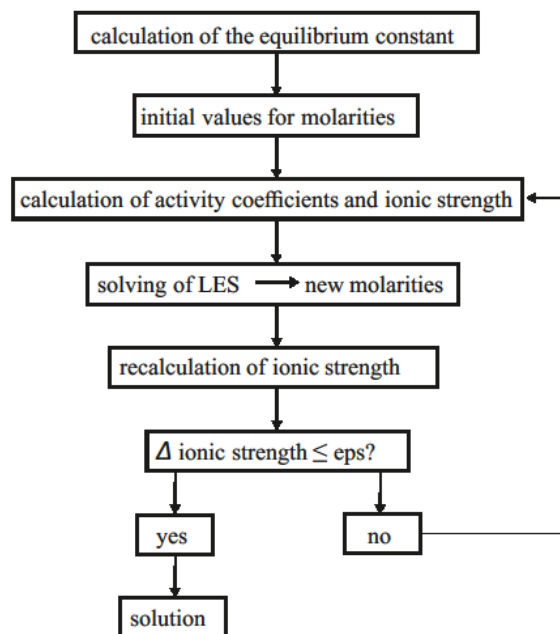 calculation of the equilibrium constant
initial values for molarities
calculation of activity coefficients and ionic strength
solving of LES → new molarities
recalculation of ionic strength
Δ ionic strength ≤ eps?
yes
no
solution